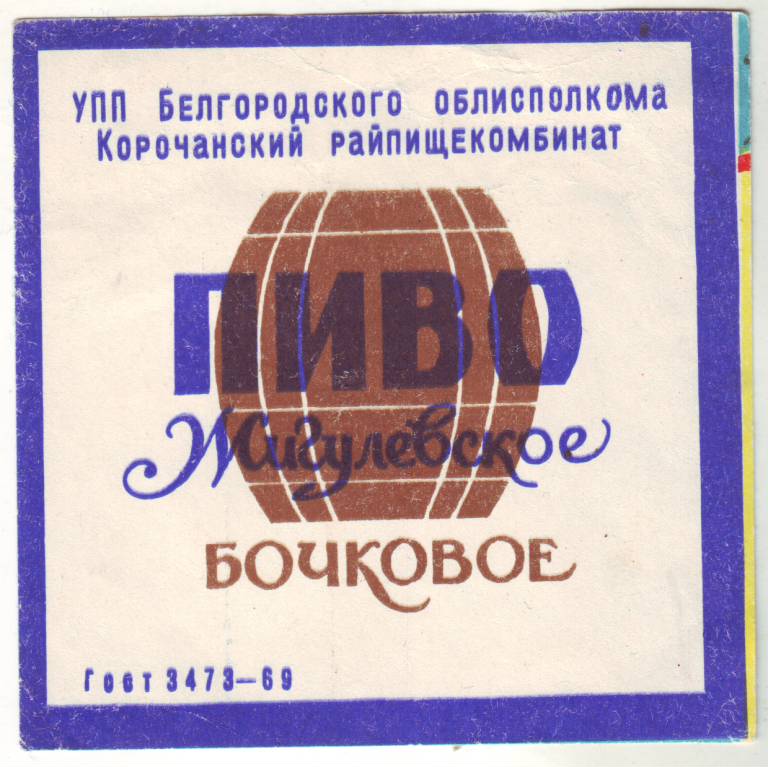 УПП БЕЛГОРОДСКОГО ОБЛИСПОЛКОМА
КОРОЧАНСКИЙ РАЙПИЩЕКОМБИНАТ
ПИВО
Жигулевское
БОЧКОВОЕ
Гост 3473—69